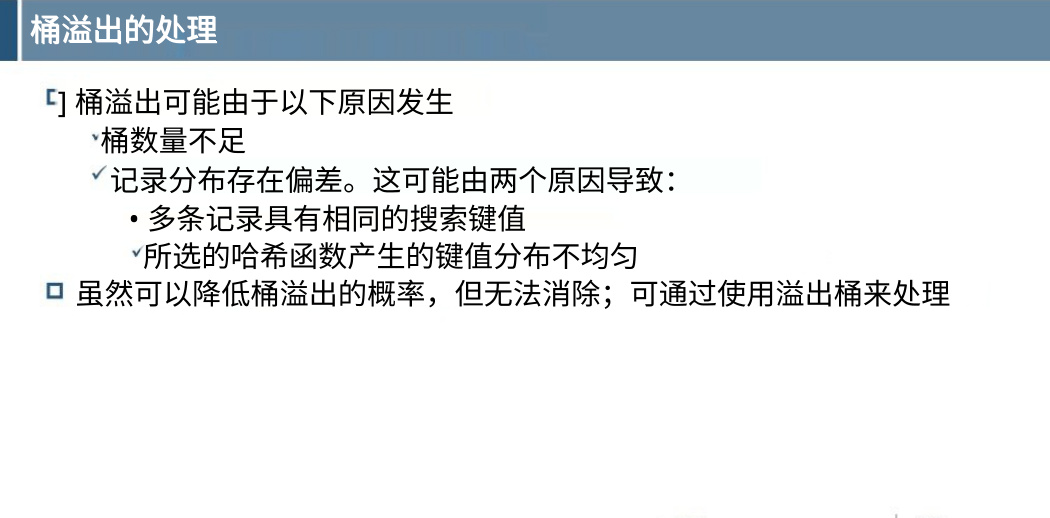 桶溢出的处理
桶溢出可能由于以下原因发生
桶数量不足
记录分布存在偏差。这可能由两个原因导致：
• 多条记录具有相同的搜索键值
所选的哈希函数产生的键值分布不均匀
虽然可以降低桶溢出的概率，但无法消除；可通过使用溢出桶来处理